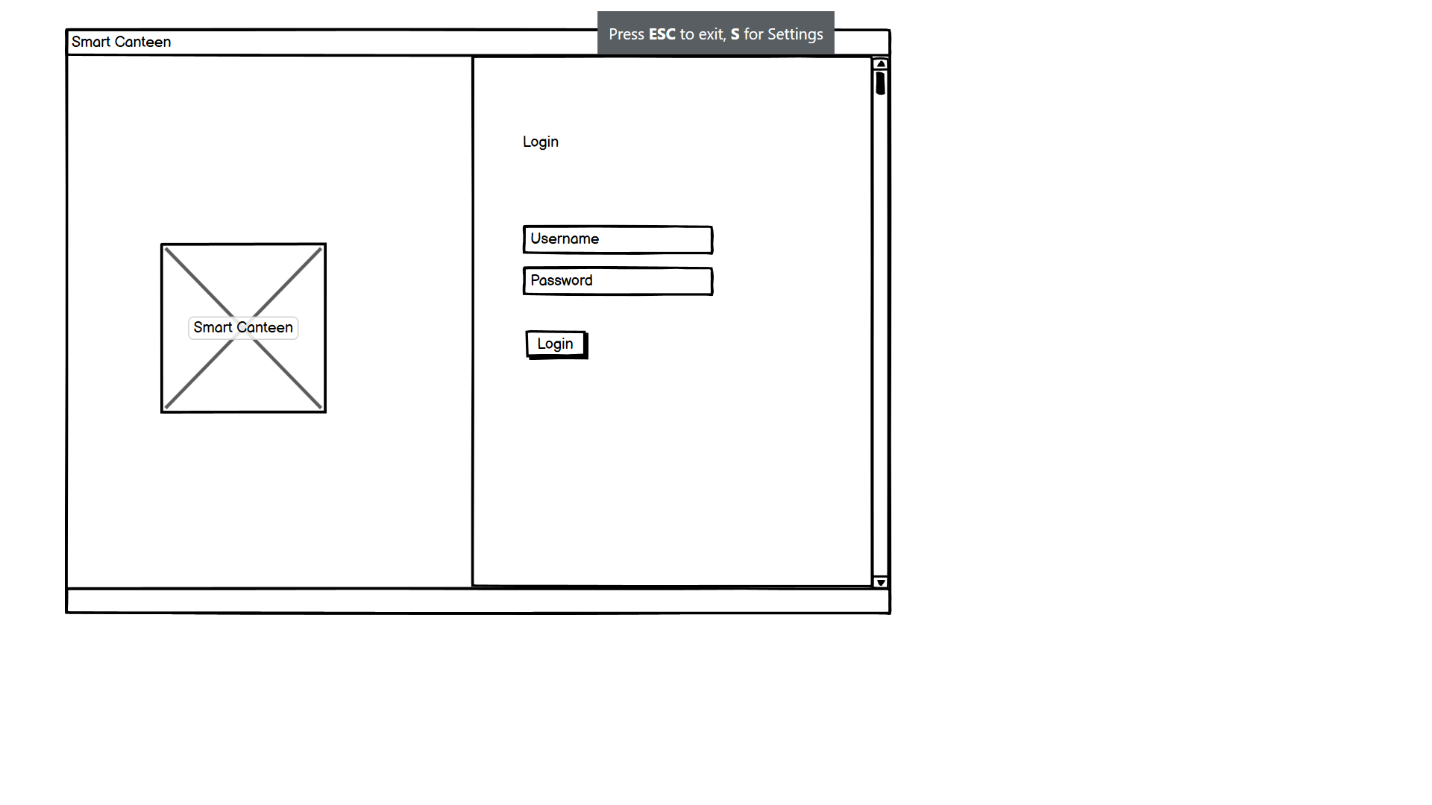 Press ESC to exit, S for Settings
Smart Canteen
Login
Username
Password
Smart Canteen
Login